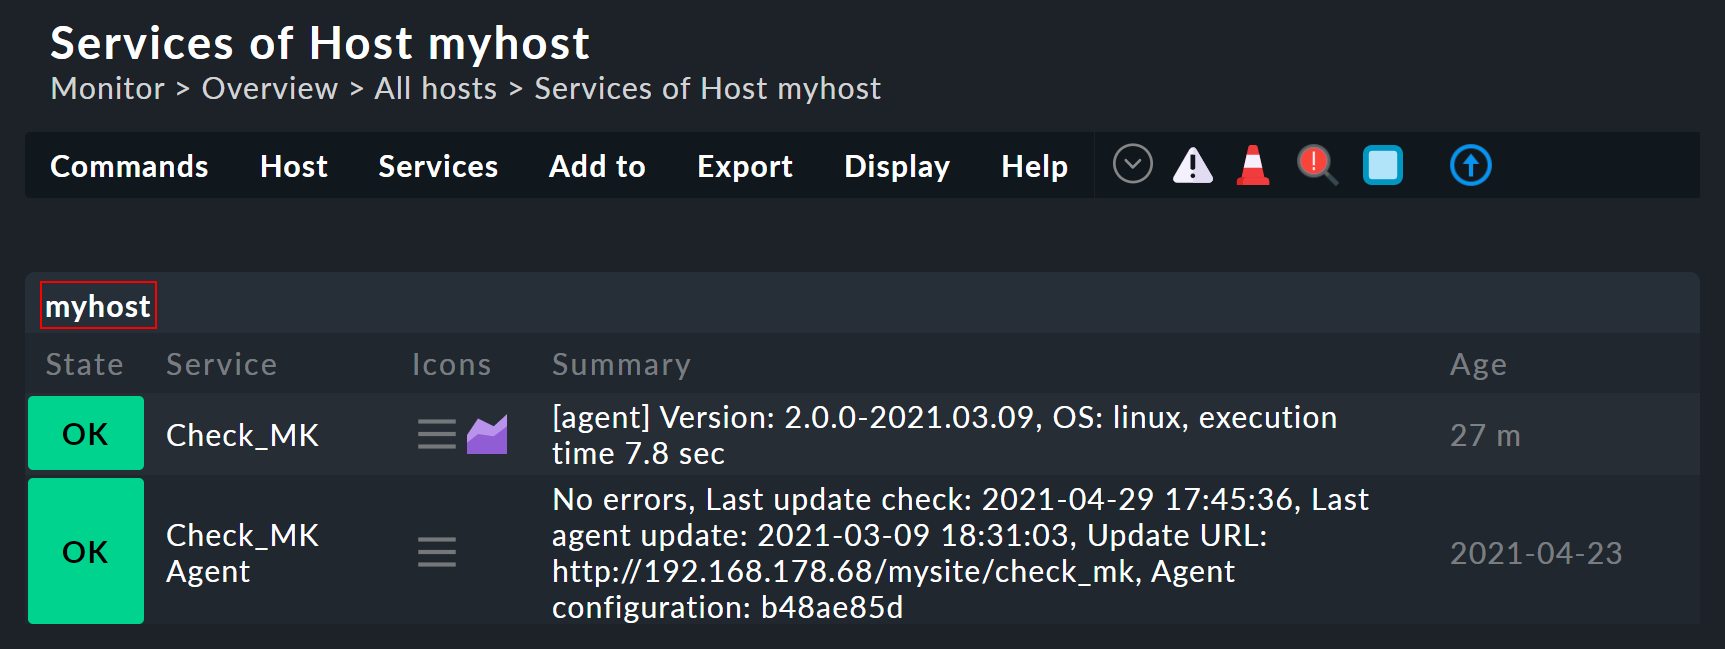 Services of Host myhost
Monitor > Overview > All hosts > Services of Host myhost
Commands Host Services Add to Export Display Help
myhost
State Service Icons Summary Age
OK Check_MK [agent] Version: 2.0.0-2021.03.09, OS: linux, execution 27 m
time 7.8 sec
OK Check_MK No errors, Last update check: 2021-04-29 17:45:36, Last 2021-04-23
Agent agent update: 2021-03-09 18:31:03, Update URL:
http://192.168.178.68/mysite/check_mk, Agent
configuration: b48ae85d